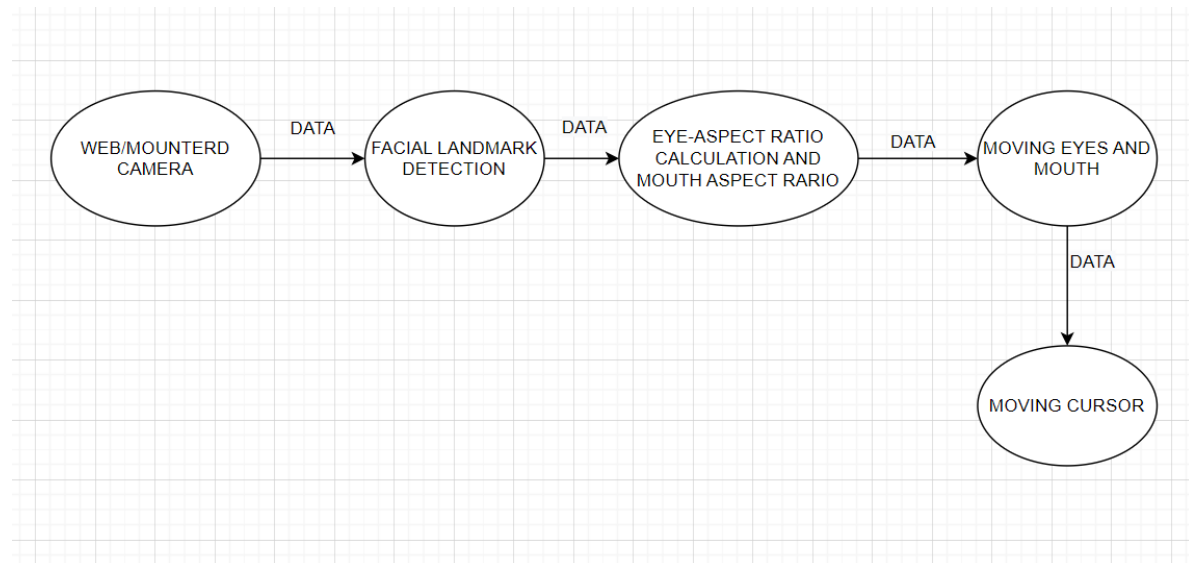 WEB/MOUNTERD
CAMERA
DATA
FACIAL LANDMARK
DETECTION
DATA
EYE-ASPECT RATIO
CALCULATION AND
MOUTH ASPECT RARIO
DATA
MOVING EYES AND
MOUTH
DATA
MOVING CURSOR